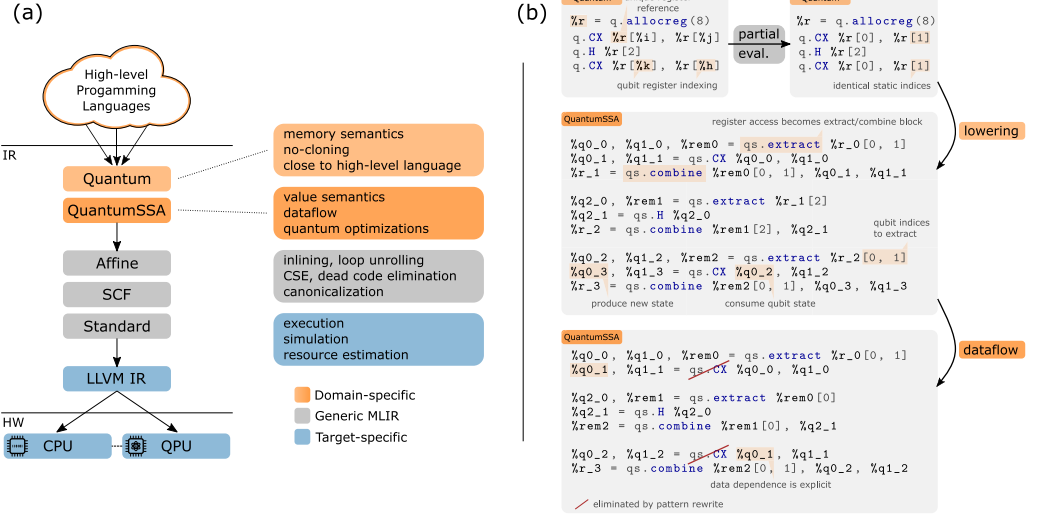 (a)
High-level
Progamming
Languages
IR
Quantum
QuantumSSA
Affine
SCF
Standard
LLVM IR
HW
CPU
QPU
memory semantics
no-cloning
close to high-level language
value semantics
dataflow
quantum optimizations
inlining, loop unrolling
CSE, dead code elimination
canonicalization
execution
simulation
resource estimation
Domain-specific
Generic MLIR
Target-specific
(b)
reference
%r = q.allocreg(8)
q.CX %r[%i], %r[%j]
q.H %r[2]
q.CX %r[%k], %r[%h]
qubit register indexing
partial
eval.
%r = q.allocreg(8)
q.CX %r[0], %r[1]
q.H %r[2]
q.CX %r[0], %r[1]
identical static indices
lowering
QuantumSSA
register access becomes extract/combine block
%q0_0, %q1_0, %rem0 = qs.extract %r_0[0, 1]
%q0_1, %q1_1 = qs.CX %q0_0, %q1_0
%r_1 = qs.combine %rem0[0, 1], %q0_1, %q1_1
%q2_0, %rem1 = qs.extract %r_1[2]
%q2_1 = qs.H %q2_0
%r_2 = qs.combine %rem1[2], %q2_1
qubit indices
to extract
%q0_2, %q1_2, %rem2 = qs.extract %r_2[0, 1]
%q0_3, %q1_3 = qs.CX %q0_2, %q1_2
%r_3 = qs.combine %rem2[0, 1], %q0_3, %q1_3
produce new state
consume qubit state
dataflow
QuantumSSA
%q0_0, %q1_0, %rem0 = qs.extract %r_0[0, 1]
%q0_1, %q1_1 = qs.CX %q0_0, %q1_0
%q2_0, %rem1 = qs.extract %rem0[0]
%q2_1 = qs.H %q2_0
%rem2 = qs.combine %rem1[0], %q2_1
%q0_2, %q1_2 = qs.CX %q0_1, %q1_1
%r_3 = qs.combine %rem2[0, 1], %q0_2, %q1_2
data dependence is explicit
eliminated by pattern rewrite